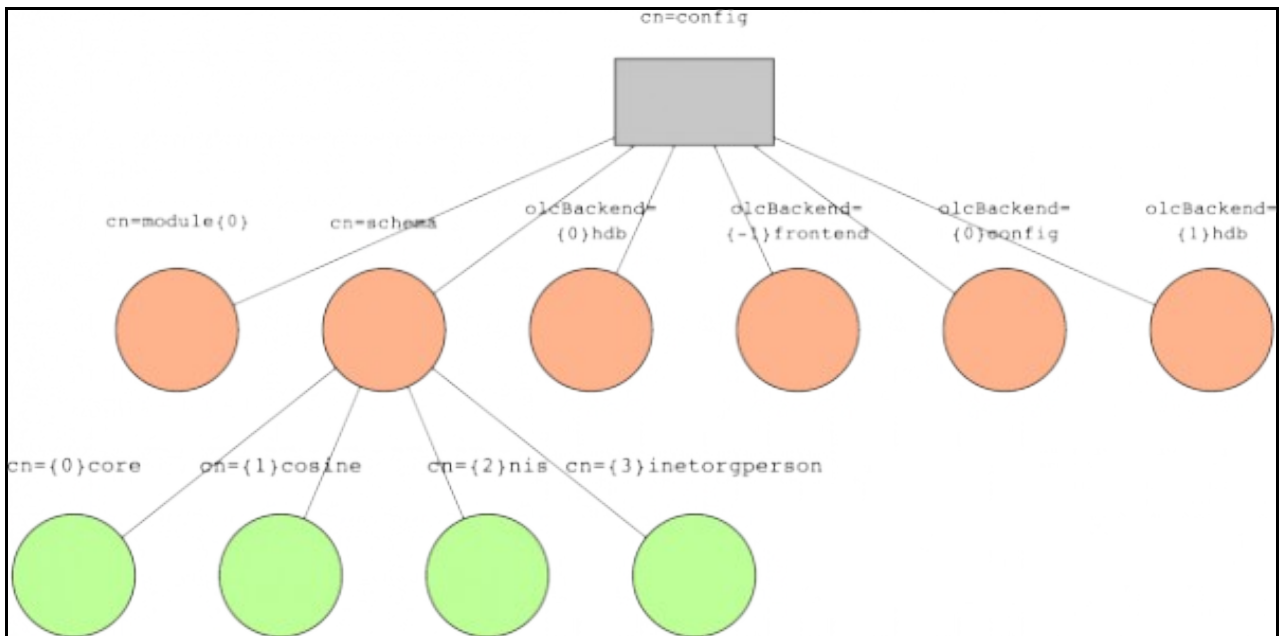 cn=config
cn=module{0}
cn=schema
olcBackend=
{0}hdb
olcBackend=
{-1}frontend
olcBackend=
{0}config
olcBackend=
{1}hdb
cn={0}core
cn={1}cosine
cn={2}nis
cn={3}inetorgperson